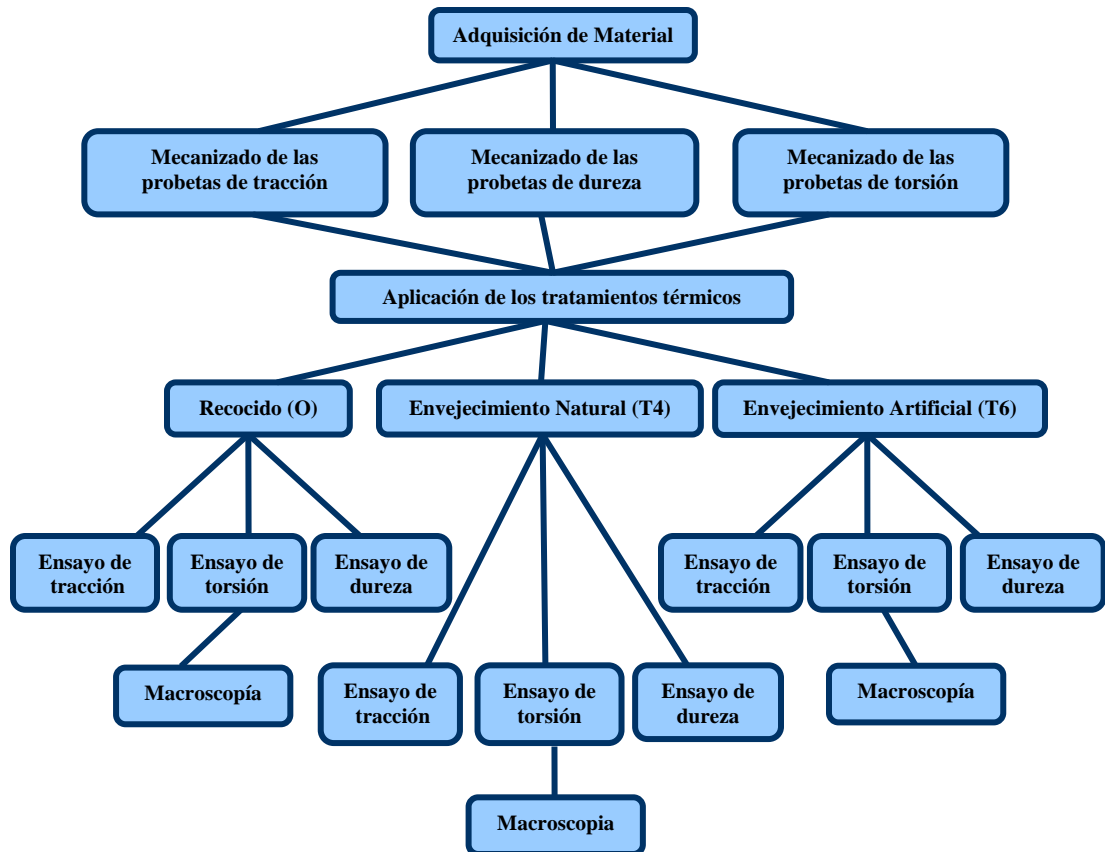 Adquisición de Material
Mecanizado de las
probetas de tracción
Mecanizado de las
probetas de dureza
Mecanizado de las
probetas de torsión
Aplicación de los tratamientos térmicos
Recocido (O)
Envejecimiento Natural (T4)
Envejecimiento Artificial (T6)
Ensayo de
tracción
Ensayo de
torsión
Ensayo de
dureza
Ensayo de
tracción
Ensayo de
torsión
Ensayo de
dureza
Macroscopía
Ensayo de
tracción
Ensayo de
torsión
Ensayo de
dureza
Macroscopía
Macroscopia